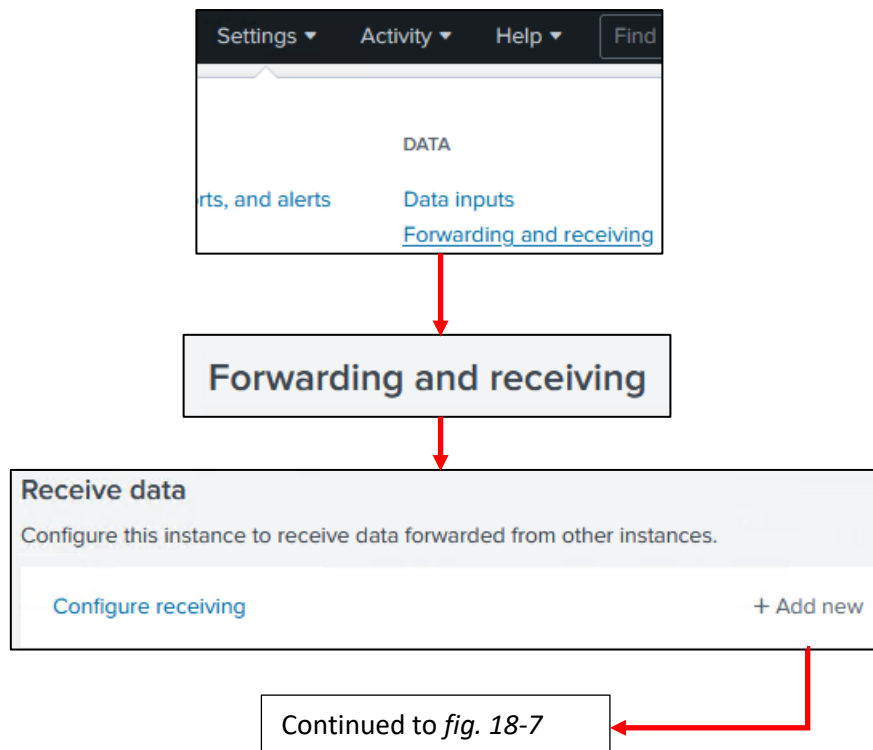 Settings ▾ Activity ▾ Help ▾ Find
DATA
rts, and alerts Data inputs
Forwarding and receiving
Forwarding and receiving
Receive data
Configure this instance to receive data forwarded from other instances.
Configure receiving + Add new
Continued to fig. 18-7